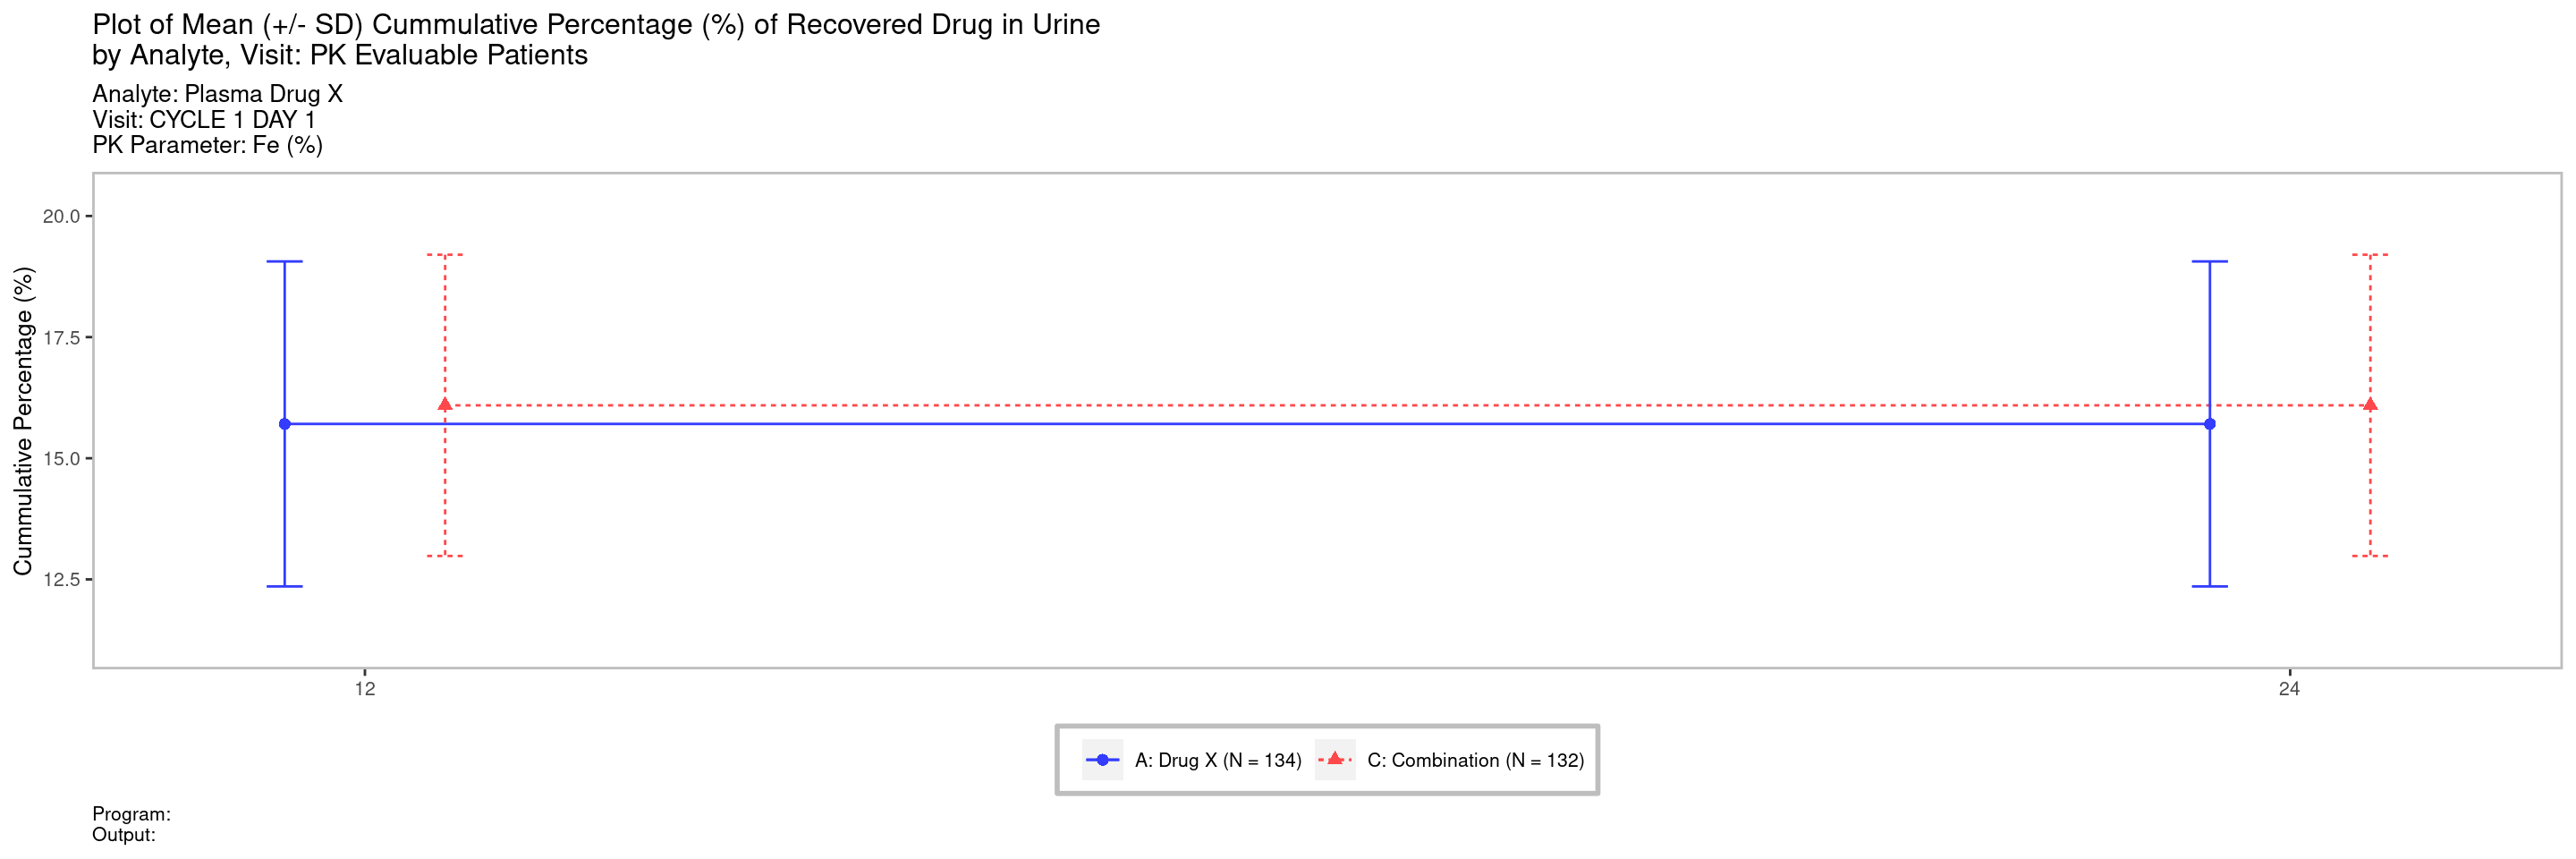 Plot of Mean (+/- SD) Cummulative Percentage (%) of Recovered Drug in Urine
by Analyte, Visit: PK Evaluable Patients
Analyte: Plasma Drug X
Visit: CYCLE 1 DAY 1
PK Parameter: Fe (%)
Cummulative Percentage (%)
20.0
17.5
15.0
12.5
12
24
A: Drug X (N = 134)
C: Combination (N = 132)
Program:
Output: